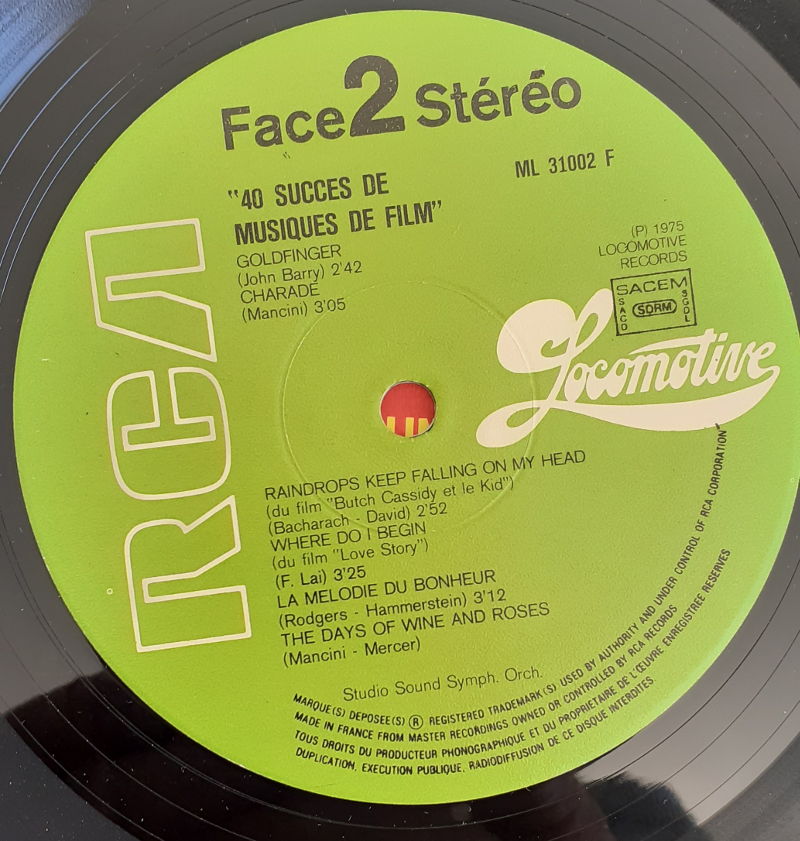 Face 2 Stéréo
"40 SUCCES DE
MUSIQUES DE FILM"
ML 31002 F
GOLDFINGER
(John Barry) 2'42
CHARADE
(Mancini) 3'05
(P) 1975
LOCOMOTIVE
RECORDS
SACEM
SACD
SDRM
SGDL
RCA
Locomotive
RAINDROPS KEEP FALLING ON MY HEAD
(du film "Butch Cassidy et le Kid")
(Bacharach - David) 2'52
WHERE DO I BEGIN
(du film "Love Story")
(F. Lai) 3'25
LA MELODIE DU BONHEUR
(Rodgers - Hammerstein) 3'12
THE DAYS OF WINE AND ROSES
(Mancini - Mercer)
Studio Sound Symph. Orch.
MARQUE(S) DEPOSEE(S) ® REGISTERED TRADEMARK(S) USED BY AUTHORITY AND UNDER CONTROL OF RCA CORPORATION
MADE IN FRANCE FROM MASTER RECORDINGS OWNED OR CONTROLLED BY RCA RECORDS
TOUS DROITS DU PRODUCTEUR PHONOGRAPHIQUE ET DU PROPRIETAIRE DE L'ŒUVRE ENREGISTREE RESERVES
DUPLICATION, EXECUTION PUBLIQUE, RADIODIFFUSION DE CE DISQUE INTERDITES